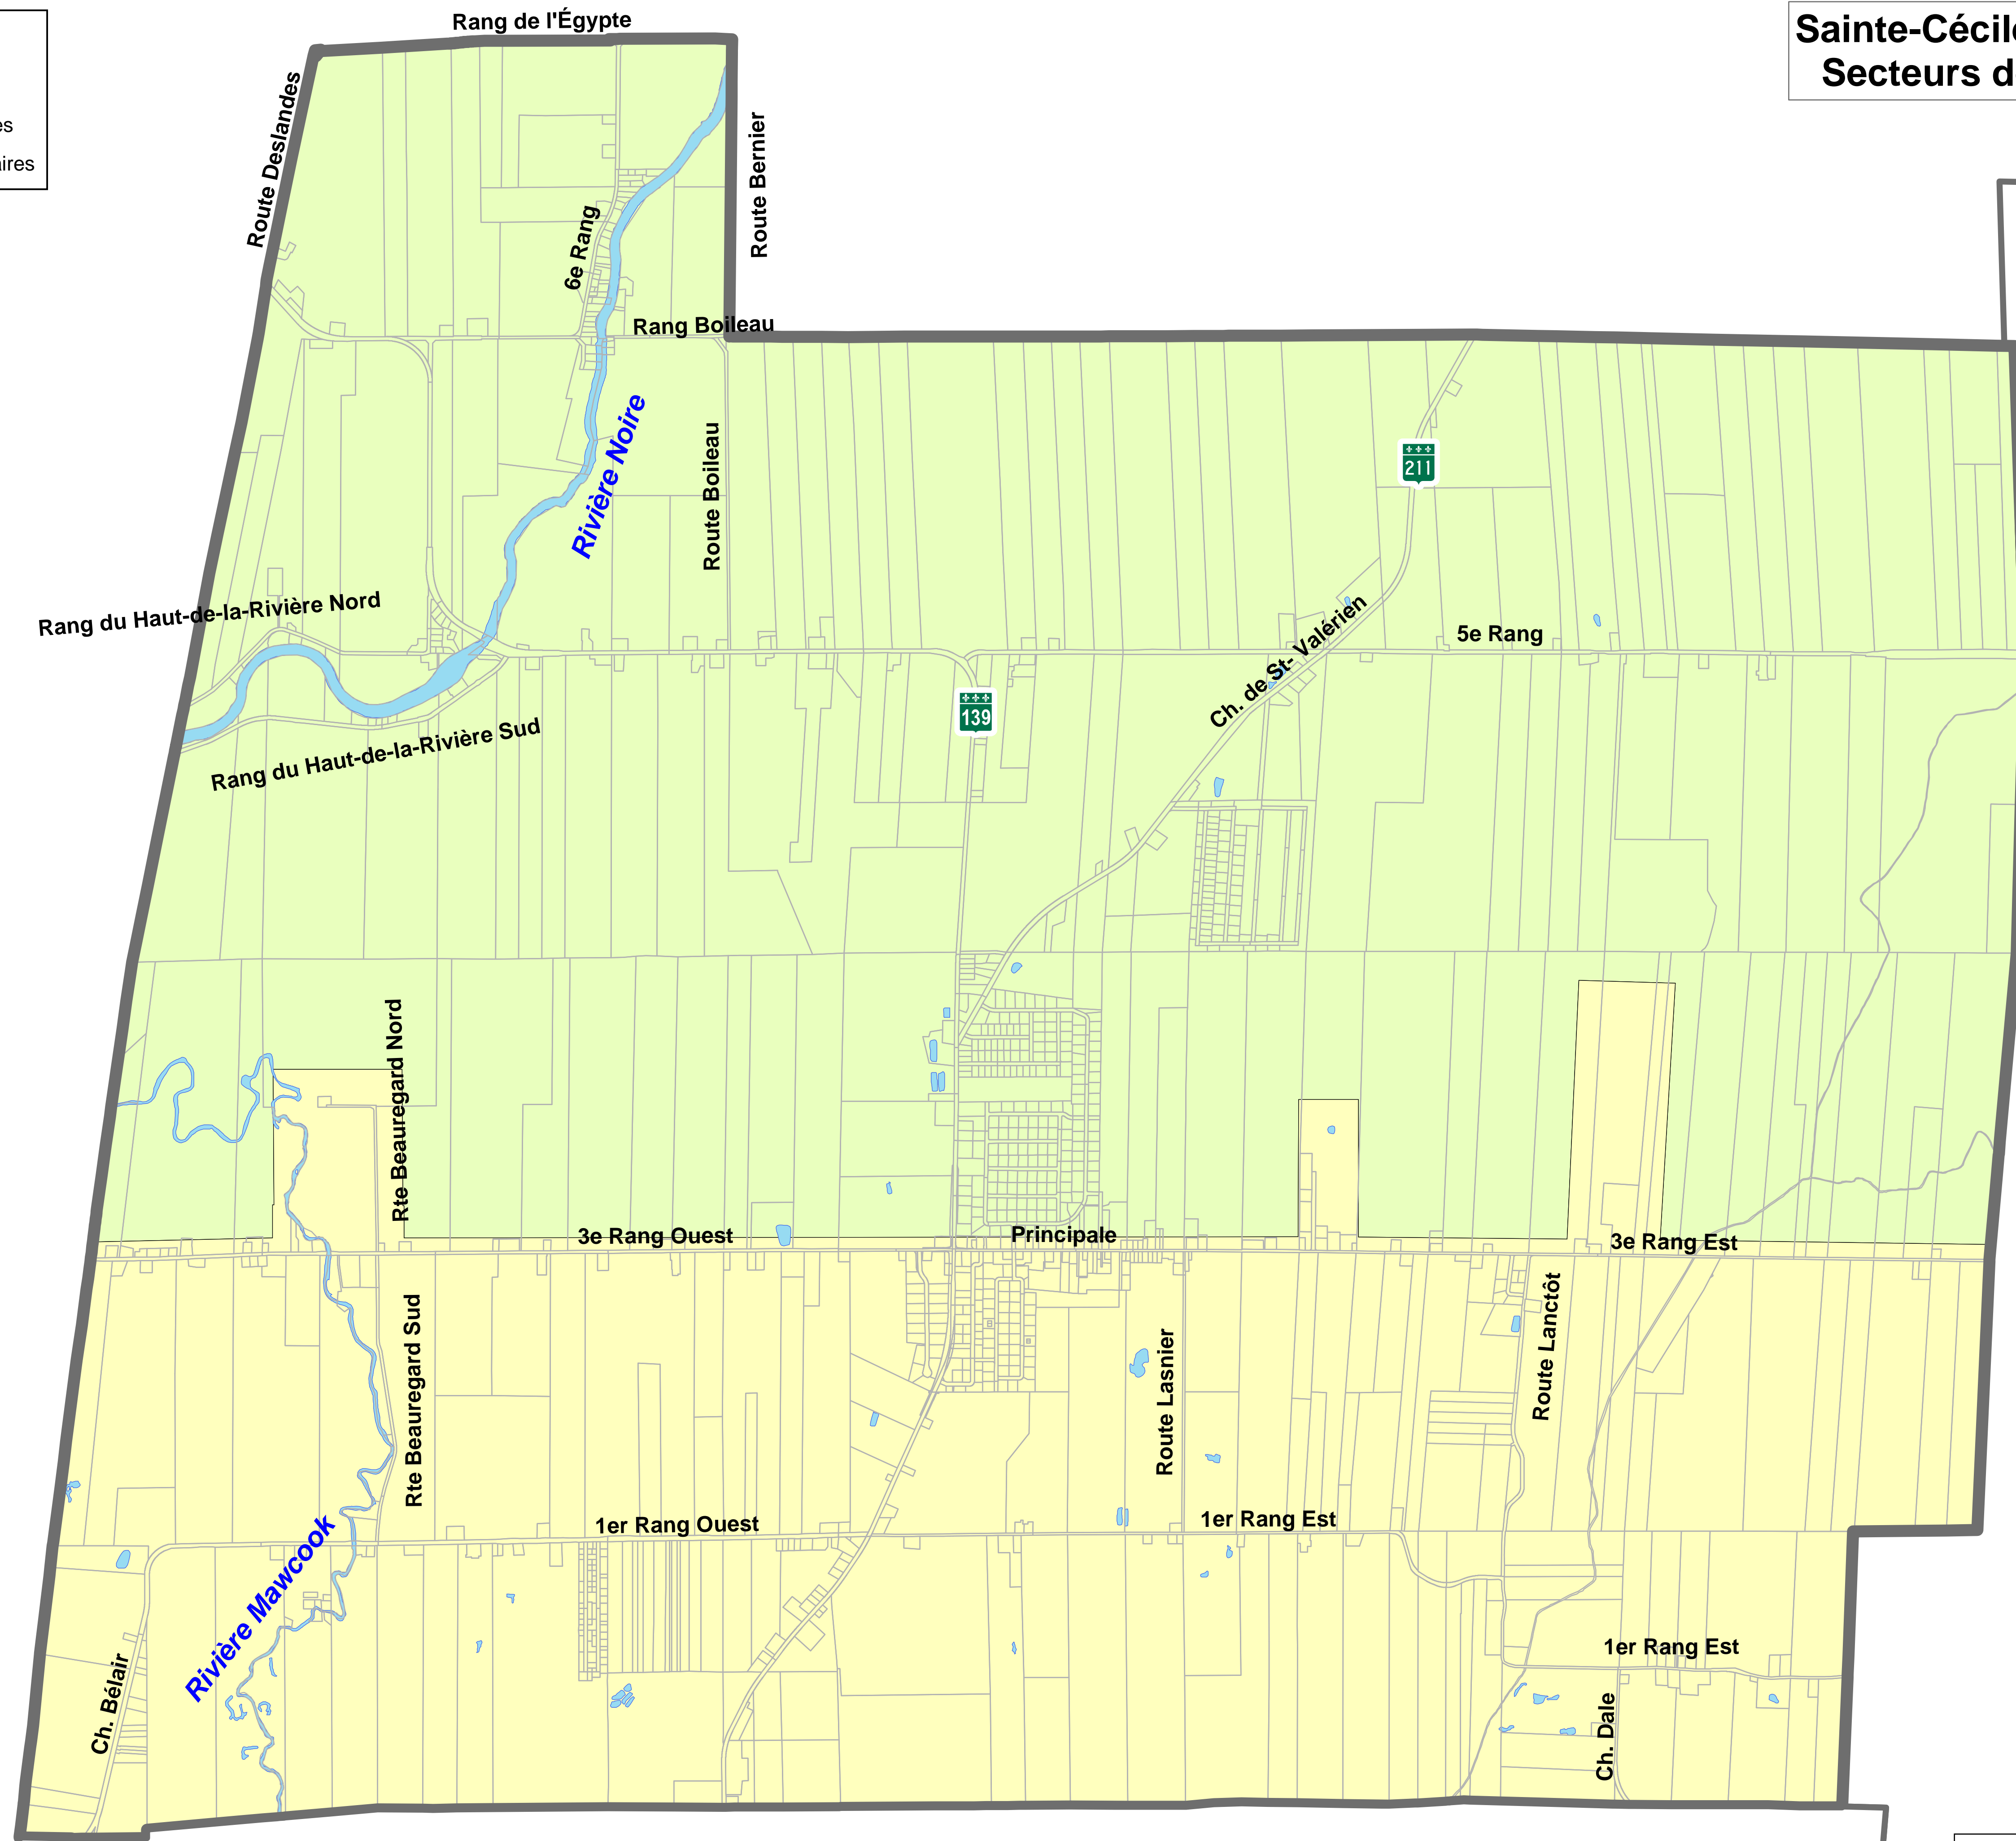 Rang de l'Égypte
Sainte-Cécile
Secteurs d
es
aires
Route Deslandes
Route Bernier
6e Rang
Rang Boileau
Rivière Noire
Route Boileau
211
Rang du Haut-de-la-Rivière Nord
5e Rang
Ch. de St- Valérien
139
Rang du Haut-de-la-Rivière Sud
Rte Beauregard Nord
3e Rang Ouest
Principale
3e Rang Est
Rte Beauregard Sud
Route Lasnier
Route Lanctôt
1er Rang Ouest
1er Rang Est
Rivière Mawcook
1er Rang Est
Ch. Bélair
Ch. Dale